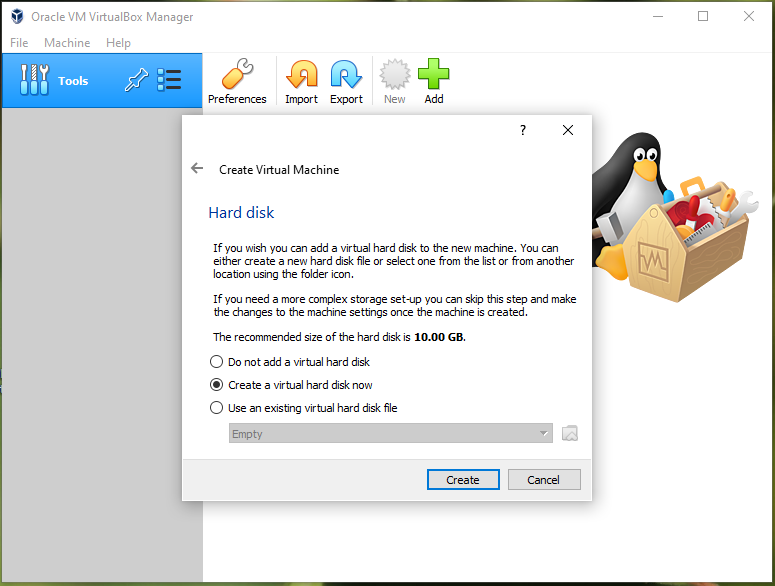 Oracle VM VirtualBox Manager
File Machine Help
Tools
Preferences Import Export New Add
?
Create Virtual Machine
Hard disk
If you wish you can add a virtual hard disk to the new machine. You can
either create a new hard disk file or select one from the list or from another
location using the folder icon.
If you need a more complex storage set-up you can skip this step and make
the changes to the machine settings once the machine is created.
The recommended size of the hard disk is 10.00 GB.
Do not add a virtual hard disk
Create a virtual hard disk now
Use an existing virtual hard disk file
Empty
Create Cancel